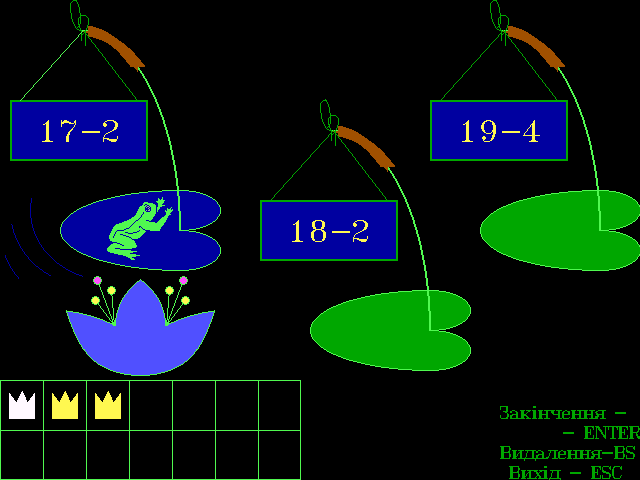 17-2
19-4
18-2
Закінчення -
- ENTER
Видалення-BS
Вихід - ESC